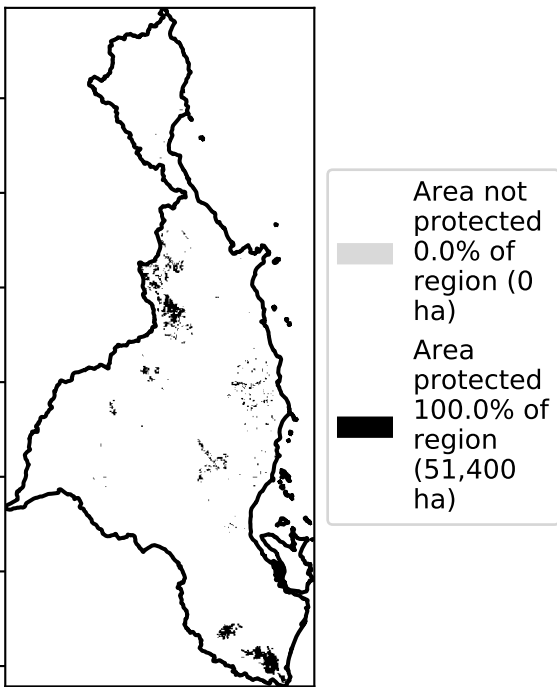 Area not
protected
0.0% of
region (0
ha)
Area
protected
100.0% of
region
(51,400
ha)